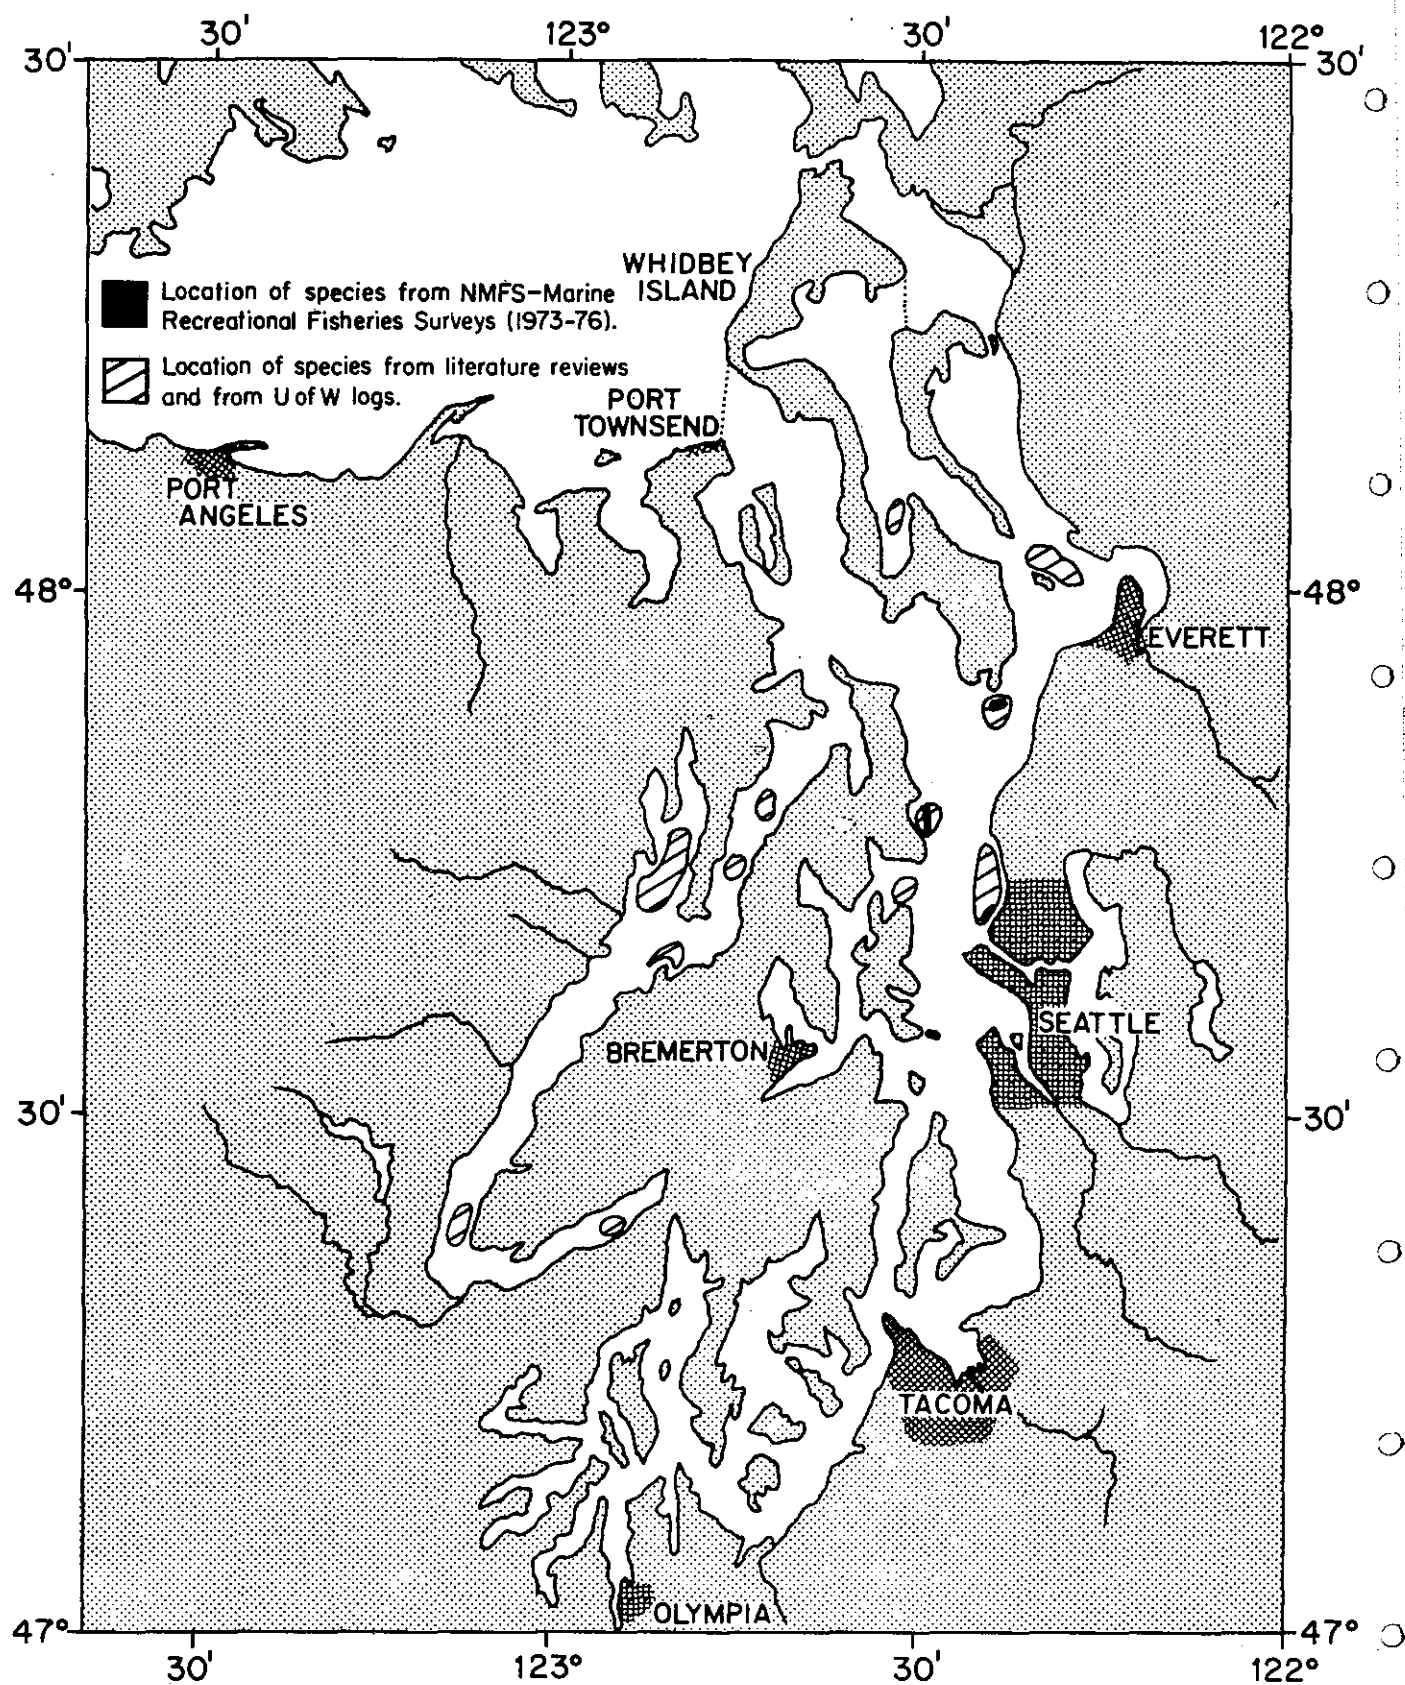 30' 123° 30' 122°
30' 30'
WHIDBEY
ISLAND
Location of species from NMFS-Marine
Recreational Fisheries Surveys (1973-76).
Location of species from literature reviews
and from U of W logs.
PORT
TOWNSEND
PORT
ANGELES
48° 48°
EVERETT
SEATTLE
BREMERTON
30' 30'
TACOMA
OLYMPIA
47° 47°
30' 123° 30' 122°